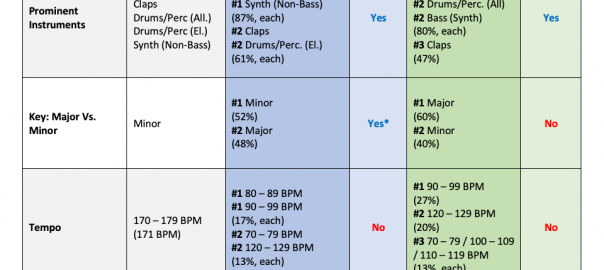 Prominent
Instruments
Claps
Drums/Perc (All.)
Drums/Perc (El.)
Synth (Non-Bass)
#1 Synth (Non-Bass)
(87%, each)
#2 Claps
#2 Drums/Perc. (El.)
(61%, each)
Yes
#2 Drums/Perc. (All)
#2 Bass (Synth)
(80%, each)
#3 Claps
(47%)
Yes
Key: Major Vs.
Minor
Minor
#1 Minor
(52%)
#2 Major
(48%)
Yes*
#1 Major
(60%)
#2 Minor
(40%)
No
Tempo
170 – 179 BPM
(171 BPM)
#1 80 – 89 BPM
#1 90 – 99 BPM
(17%, each)
#2 70 – 79 BPM
#2 120 – 129 BPM
(13%, each)
No
#1 90 – 99 BPM
(27%)
#2 120 – 129 BPM
(20%)
#3 70 – 79 / 100 – 109
/ 110 – 119 BPM
(13%, each)
No